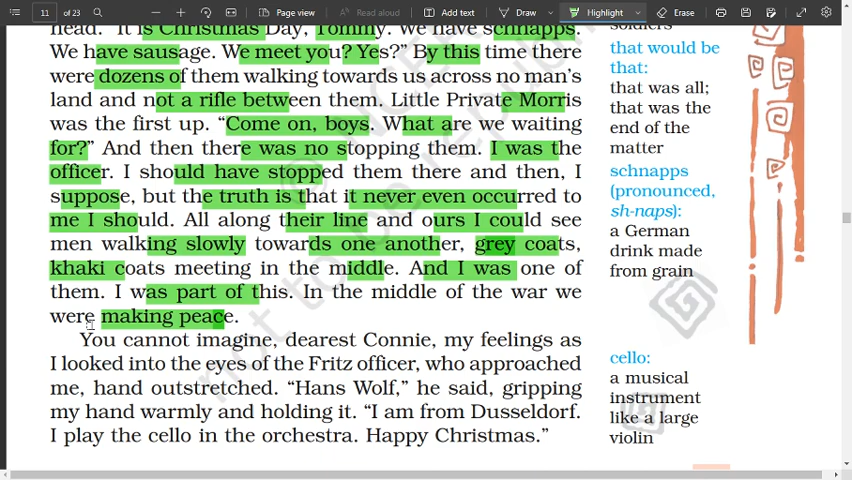 11 of 23
Page view
Read aloud
Add text
Draw
Highlight
Erase
head. "It is Christmas Day, Tommy. We have schnapps.
We have sausage. We meet you? Yes?" By this time there
were dozens of them walking towards us across no man's
land and not a rifle between them. Little Private Morris
was the first up. "Come on, boys. What are we waiting
for?" And then there was no stopping them. I was the
officer. I should have stopped them there and then, I
suppose, but the truth is that it never even occurred to
me I should. All along their line and ours I could see
men walking slowly towards one another, grey coats,
khaki coats meeting in the middle. And I was one of
them. I was part of this. In the middle of the war we
were making peace.
You cannot imagine, dearest Connie, my feelings as
I looked into the eyes of the Fritz officer, who approached
me, hand outstretched. "Hans Wolf," he said, gripping
my hand warmly and holding it. "I am from Dusseldorf.
I play the cello in the orchestra. Happy Christmas."
soldiers
that would be
that:
that was all;
that was the
end of the
matter
schnapps
(pronounced,
sh-naps):
a German
drink made
from grain
cello:
a musical
instrument
like a large
violin
not to be republished